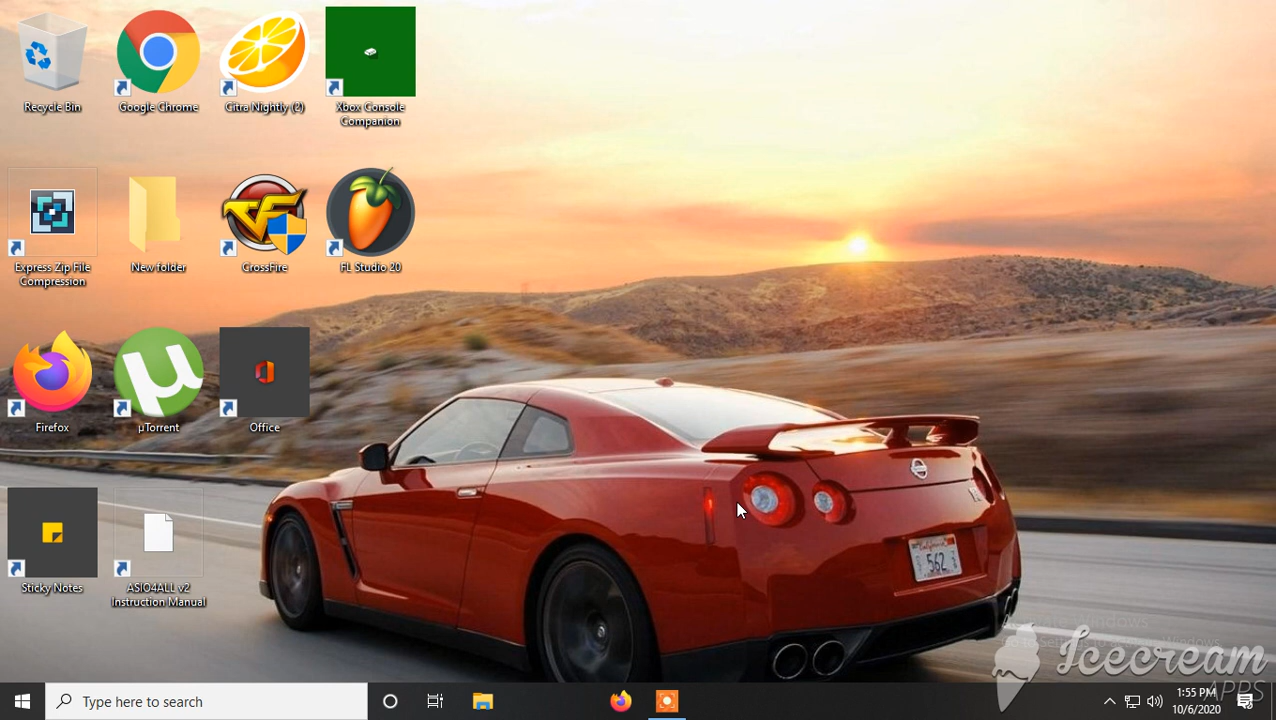 Recycle Bin
Google Chrome
Citra Nightly (2)
Xbox Console
Companion
Express Zip File
Compression
New folder
CrossFire
FL Studio 20
Firefox
µTorrent
Office
Sticky Notes
ASIO4ALL v2
Instruction Manual
California
562
Icecream
APPS
Type here to search
1:55 PM
10/6/2020